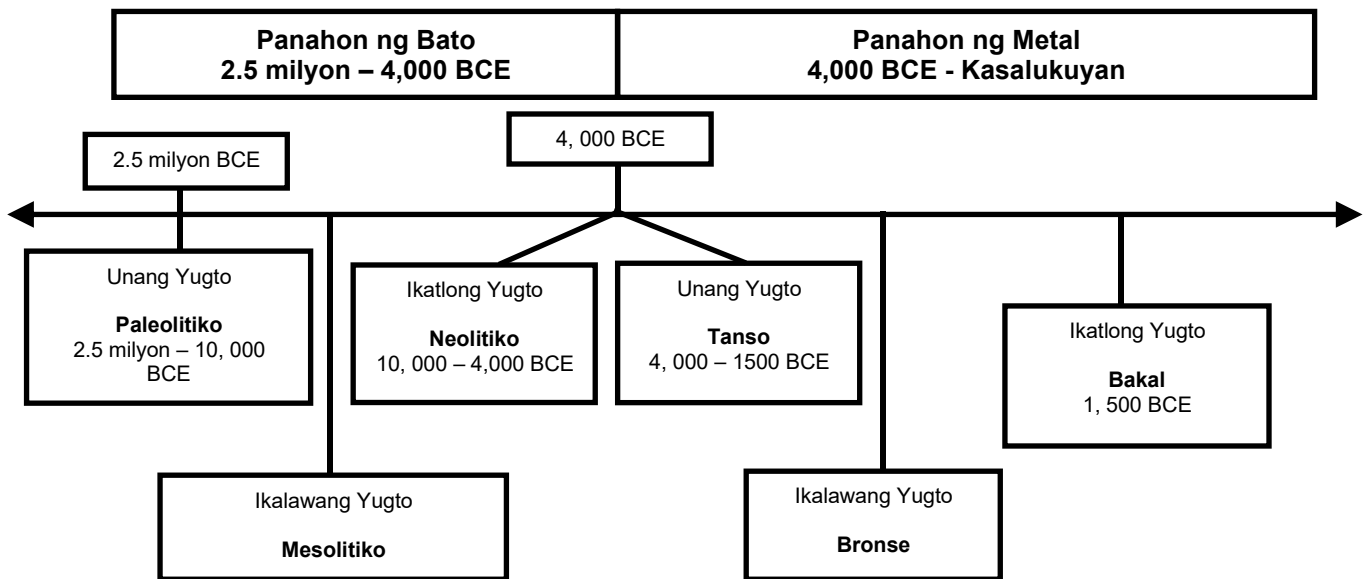 Panahon ng Bato
2.5 milyon – 4,000 BCE
Panahon ng Metal
4,000 BCE - Kasalukuyan
2.5 milyon BCE
4, 000 BCE
Unang Yugto
Paleolitiko
2.5 milyon – 10, 000
BCE
Ikalawang Yugto
Mesolitiko
Ikatlong Yugto
Neolitiko
10, 000 – 4,000 BCE
Unang Yugto
Tanso
4, 000 – 1500 BCE
Ikalawang Yugto
Bronse
Ikatlong Yugto
Bakal
1, 500 BCE